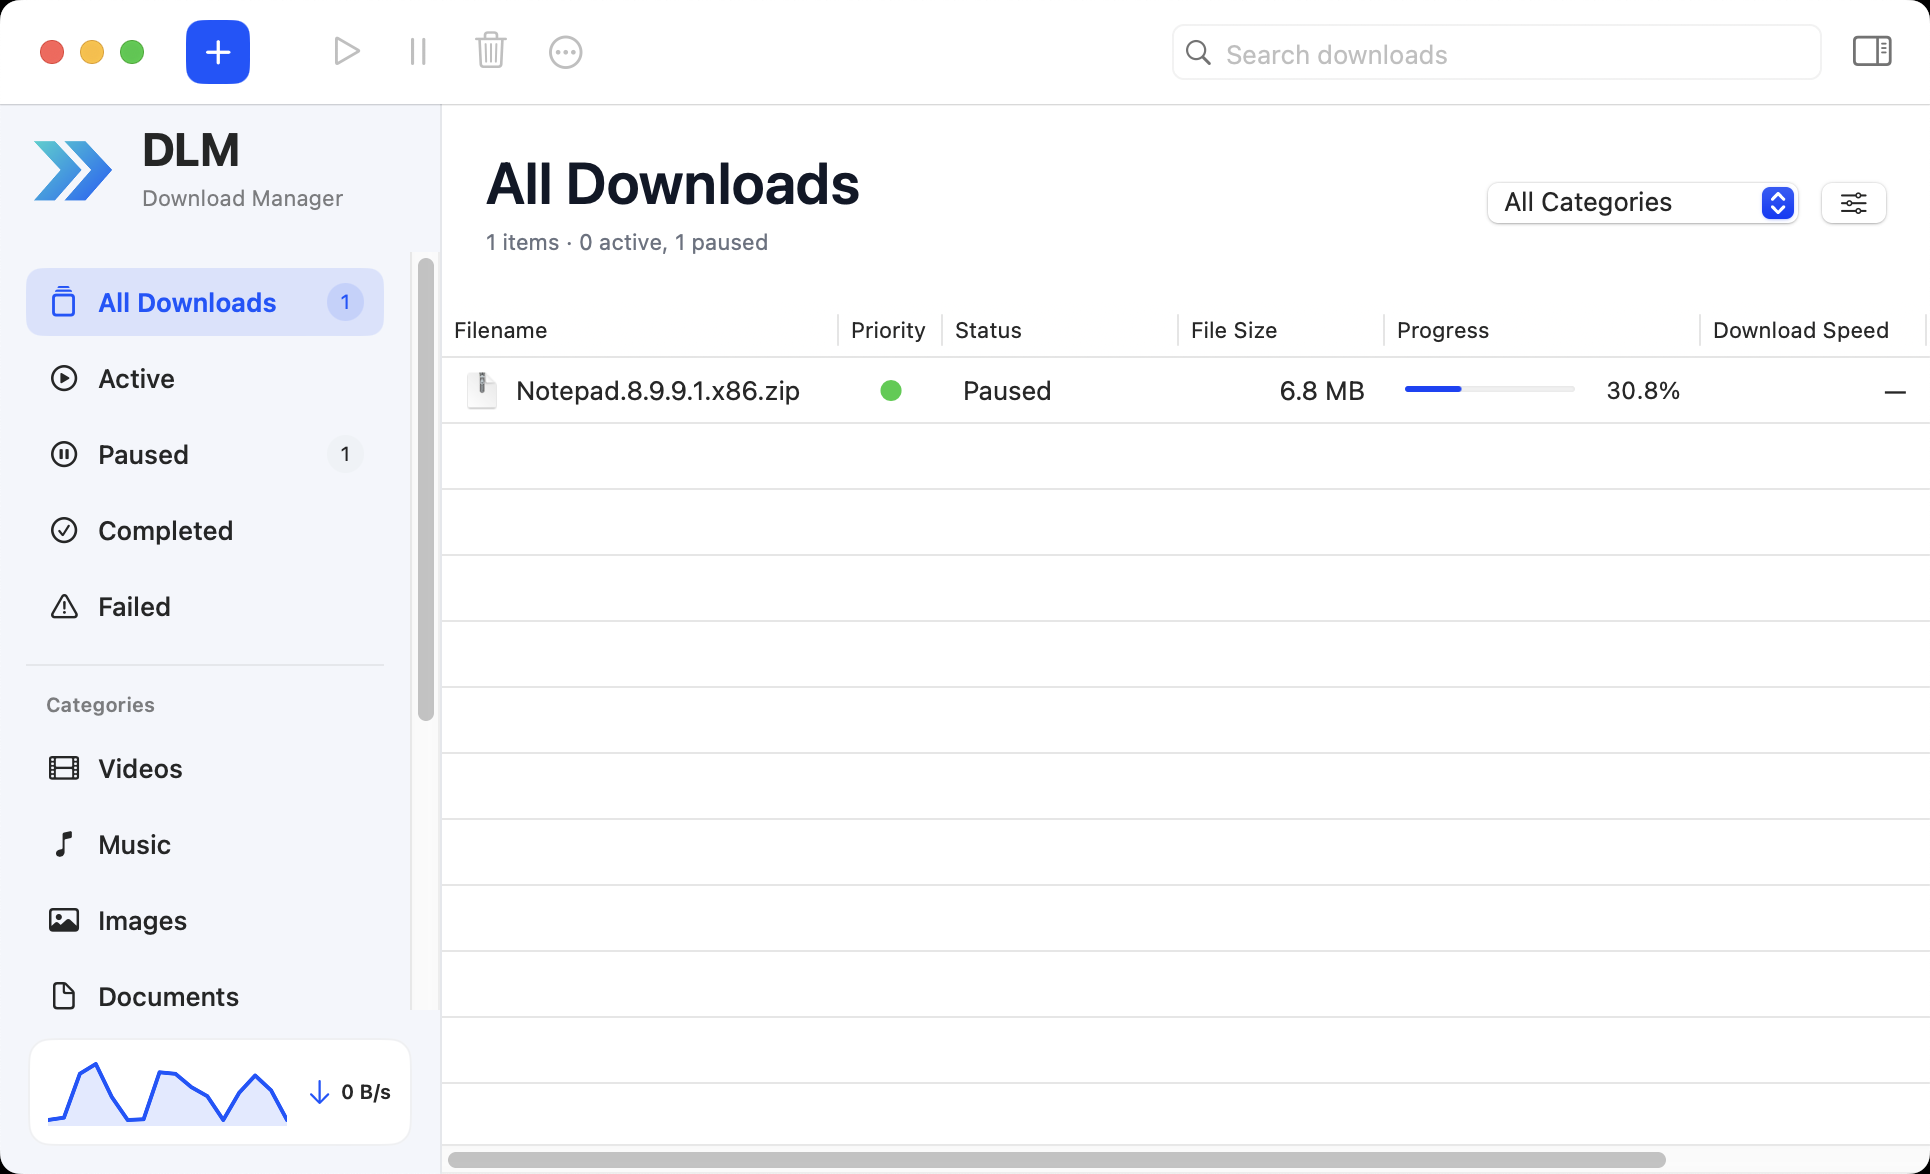 Search downloads
DLM
Download Manager
All Downloads 1
Active
Paused 1
Completed
Failed
Categories
Videos
Music
Images
Documents
0 B/s
All Downloads
1 items · 0 active, 1 paused
All Categories
Filename Priority Status File Size Progress Download Speed
Notepad.8.9.9.1.x86.zip Paused 6.8 MB 30.8% —